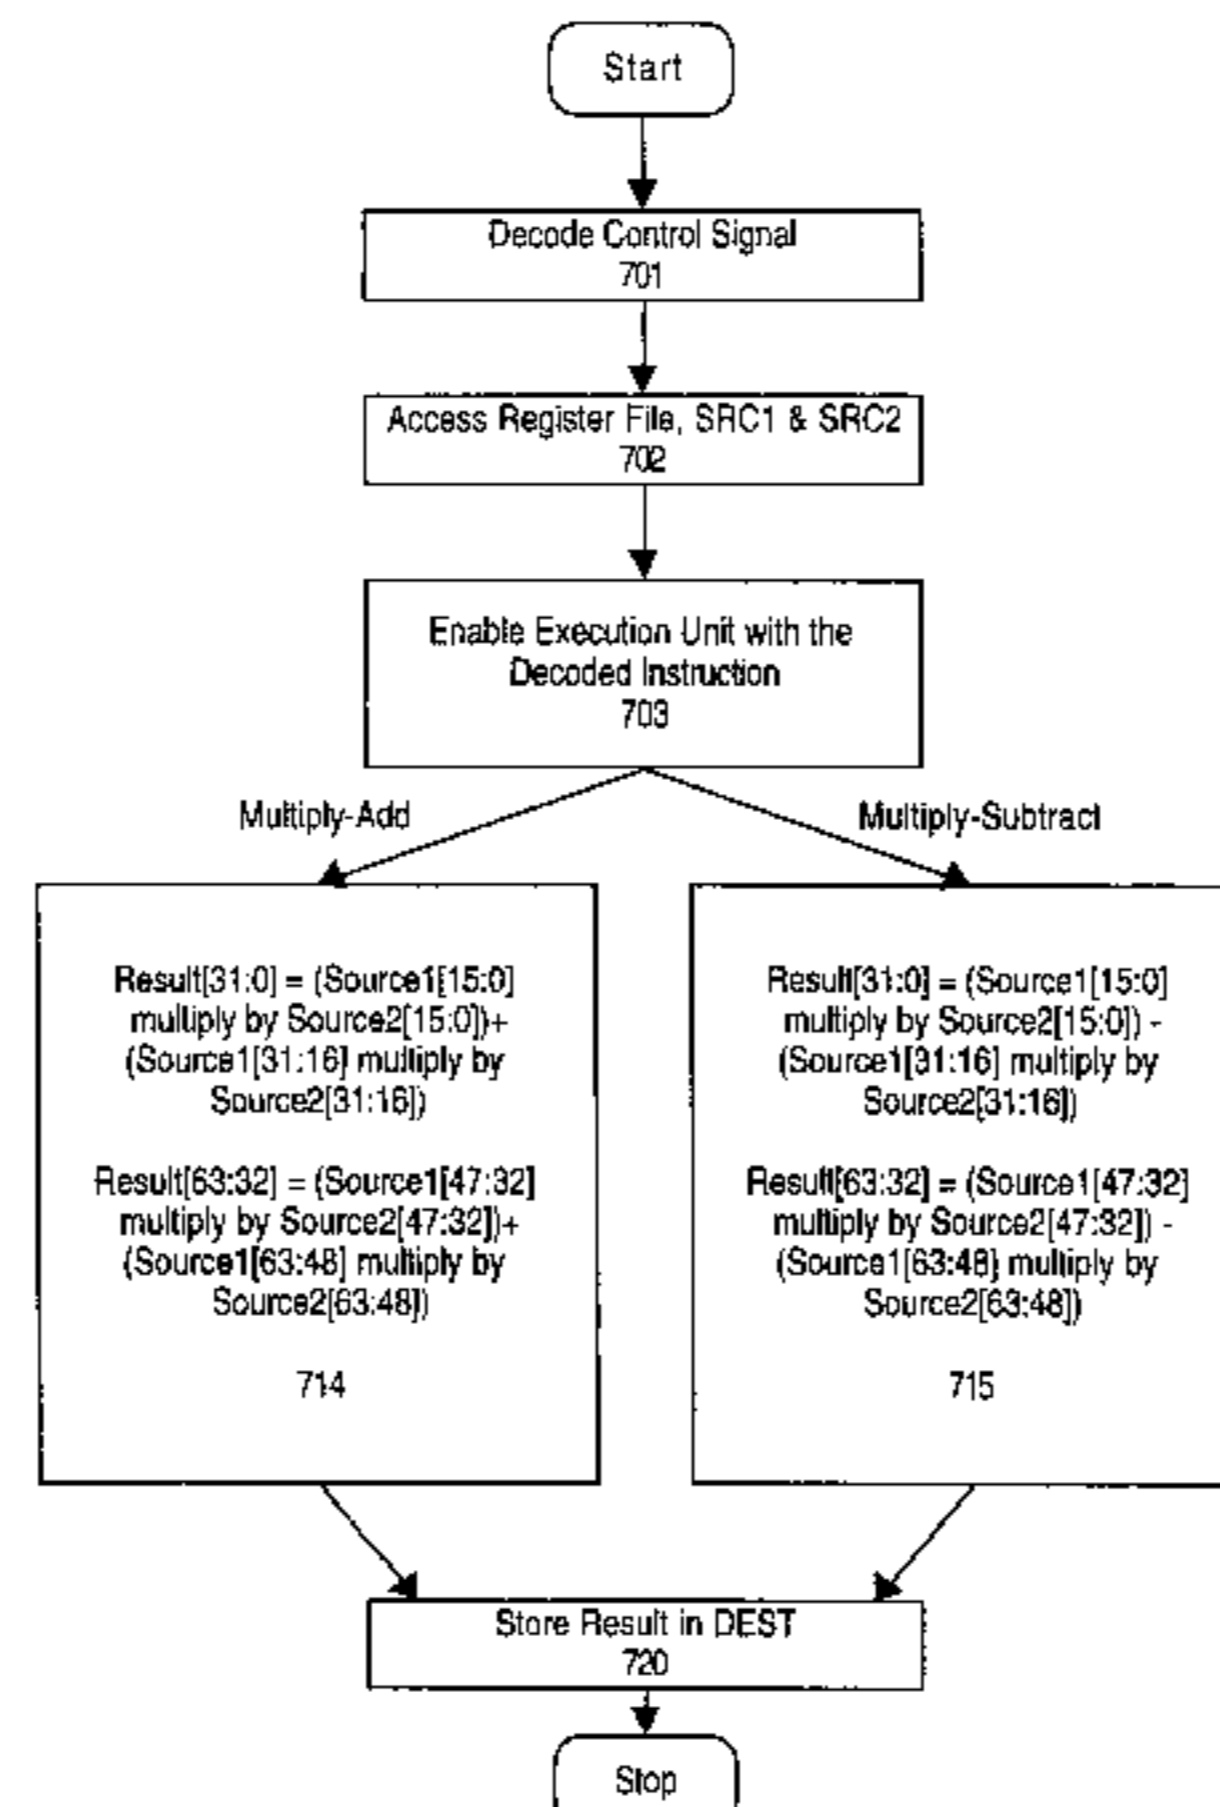 Start
Decode Control Signal
701
Access Register File, SRC1 & SRC2
702
Enable Execution Unit with the
Decoded Instruction
703
Multiply-Add
Multiply-Subtract
Result[31:0] = (Source1[15:0]
multiply by Source2[15:0])+
(Source1[31:16] multiply by
Source2[31:16])
Result[63:32] = (Source1[47:32]
multiply by Source2[47:32])+
(Source1[63:48] multiply by
Source2[63:48])
714
Result[31:0] = (Source1[15:0]
multiply by Source2[15:0]) -
(Source1[31:16] multiply by
Source2[31:16])
Result[63:32] = (Source1[47:32]
multiply by Source2[47:32]) -
(Source1[63:48] multiply by
Source2[63:48])
715
Store Result in DEST
720
Stop